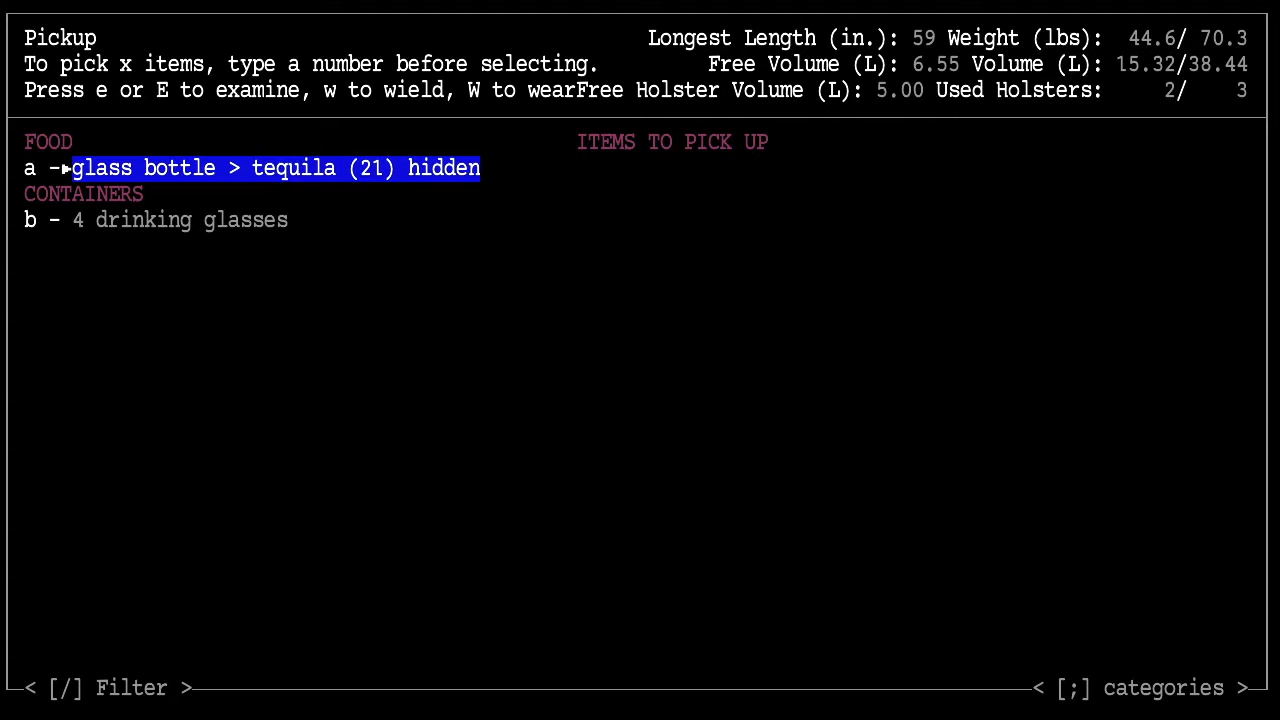 Pickup Longest Length (in.): 59 Weight (lbs): 44.6/ 70.3
To pick x items, type a number before selecting. Free Volume (L): 6.55 Volume (L): 15.32/38.44
Press e or E to examine, w to wield, W to wearFree Holster Volume (L): 5.00 Used Holsters: 2/ 3
FOOD ITEMS TO PICK UP
a -▸glass bottle > tequila (21) hidden
CONTAINERS
b - 4 drinking glasses
< [/] Filter > < [;] categories >